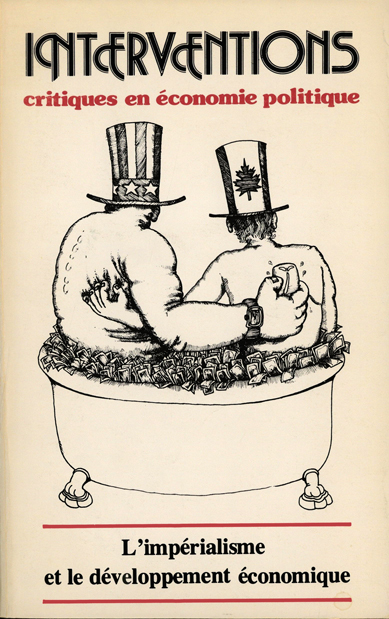 INTERVENTIONS
critiques en économie politique
L'impérialisme
et le développement économique